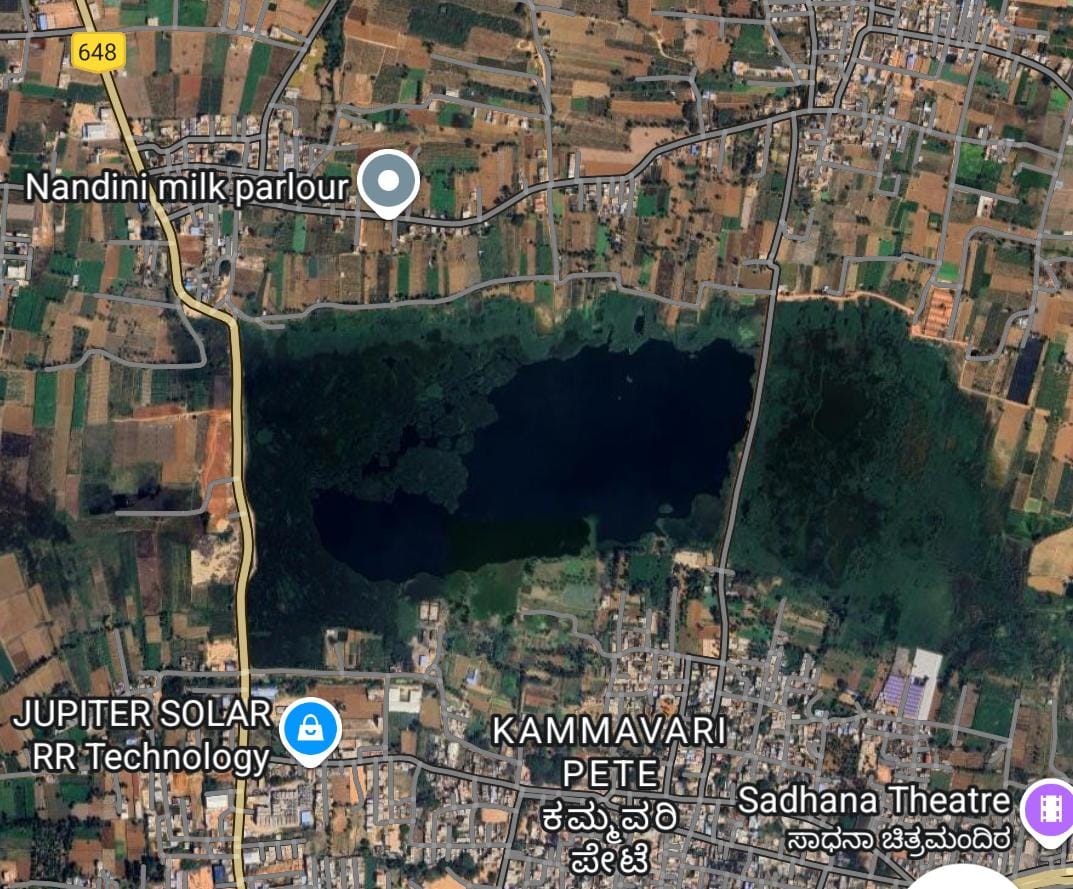 648
Nandini milk parlour
JUPITER SOLAR
RR Technology
KAMMAVARI
PETE
ಕಮ್ಮವರಿ
ಪೇಟೆ
Sadhana Theatre
ಸಾಧನಾ ಚಿತ್ರಮಂದಿರ